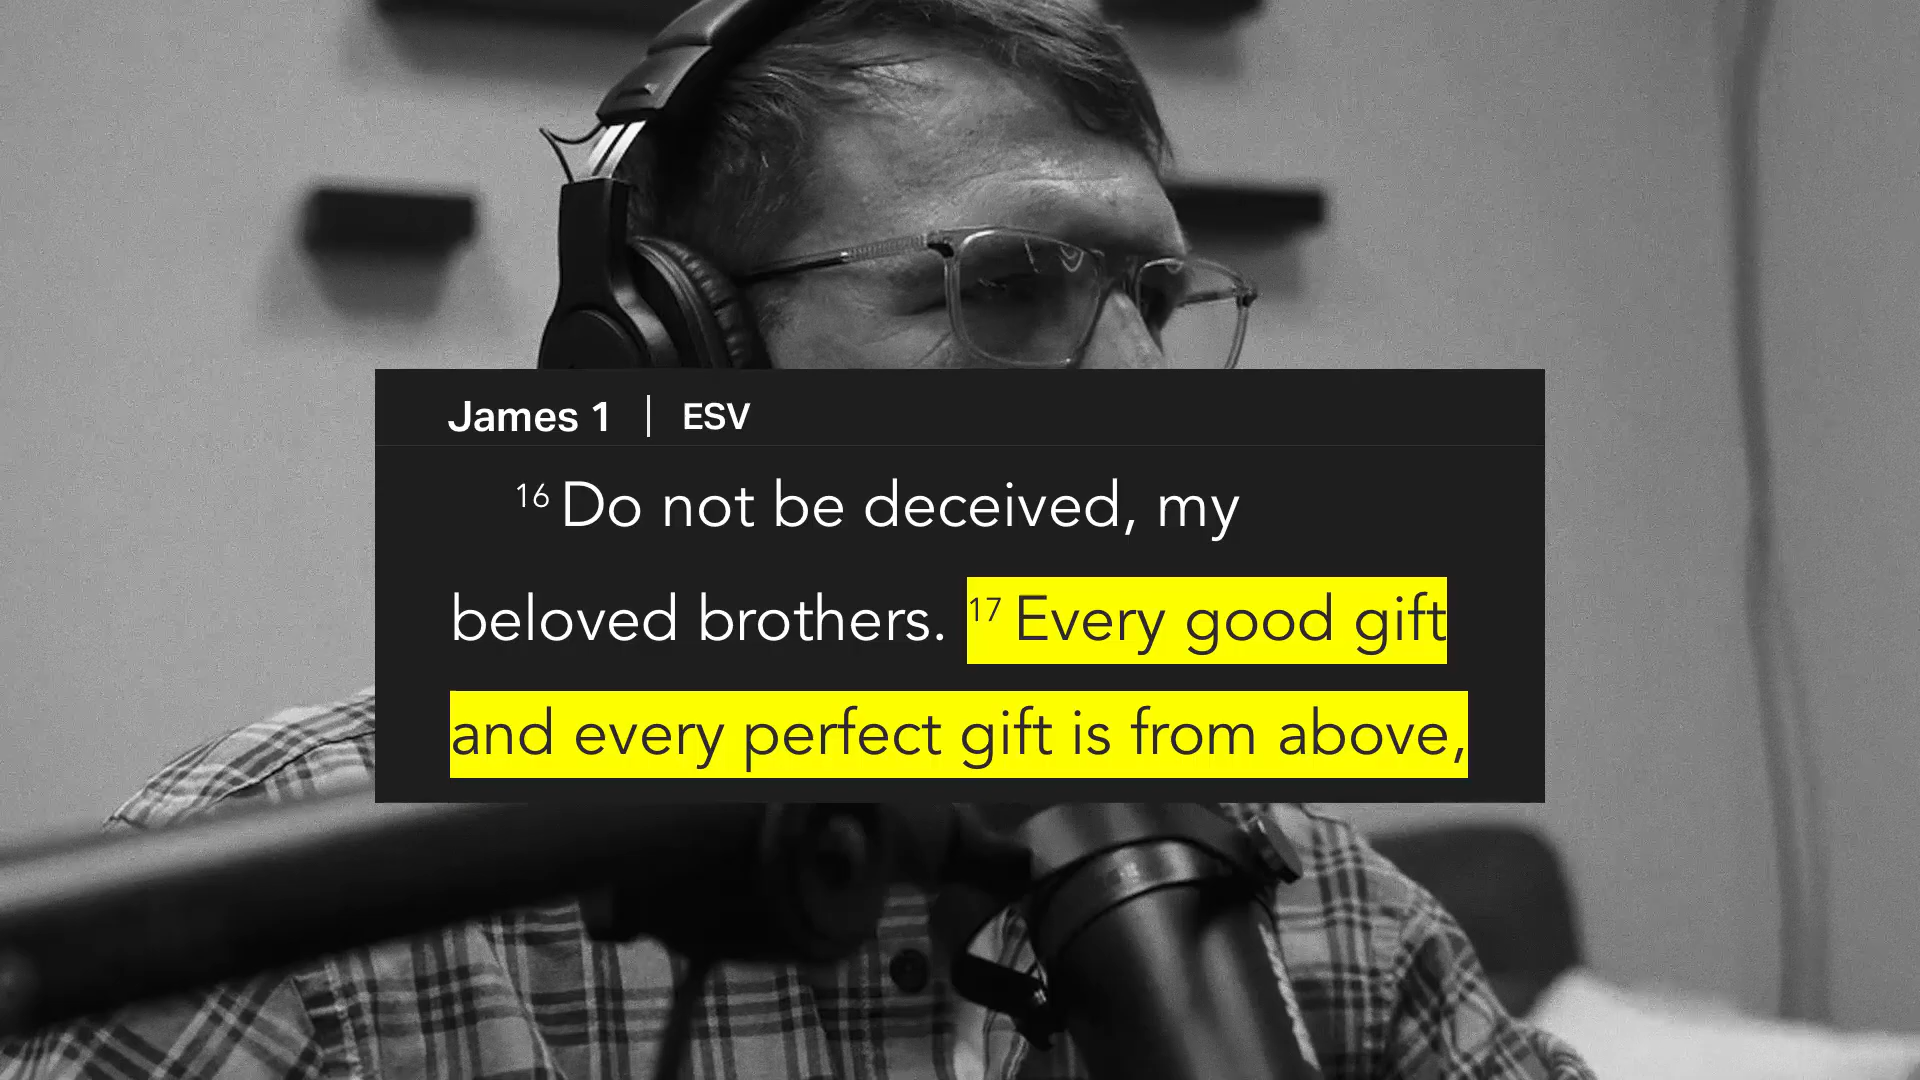 James 1 | ESV
16 Do not be deceived, my
beloved brothers. 17 Every good gift
and every perfect gift is from above,